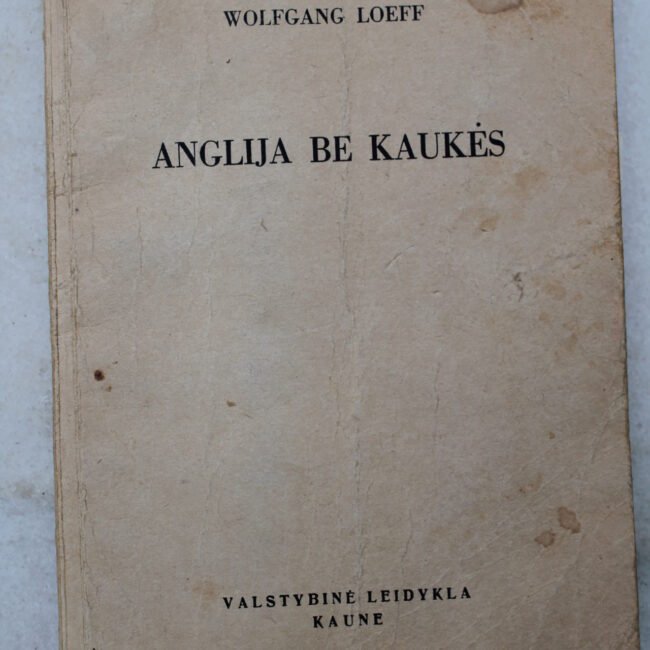 WOLFGANG LOEFF
ANGLIJA BE KAUKĖS
VALSTYBINĖ LEIDYKLA
KAUNE